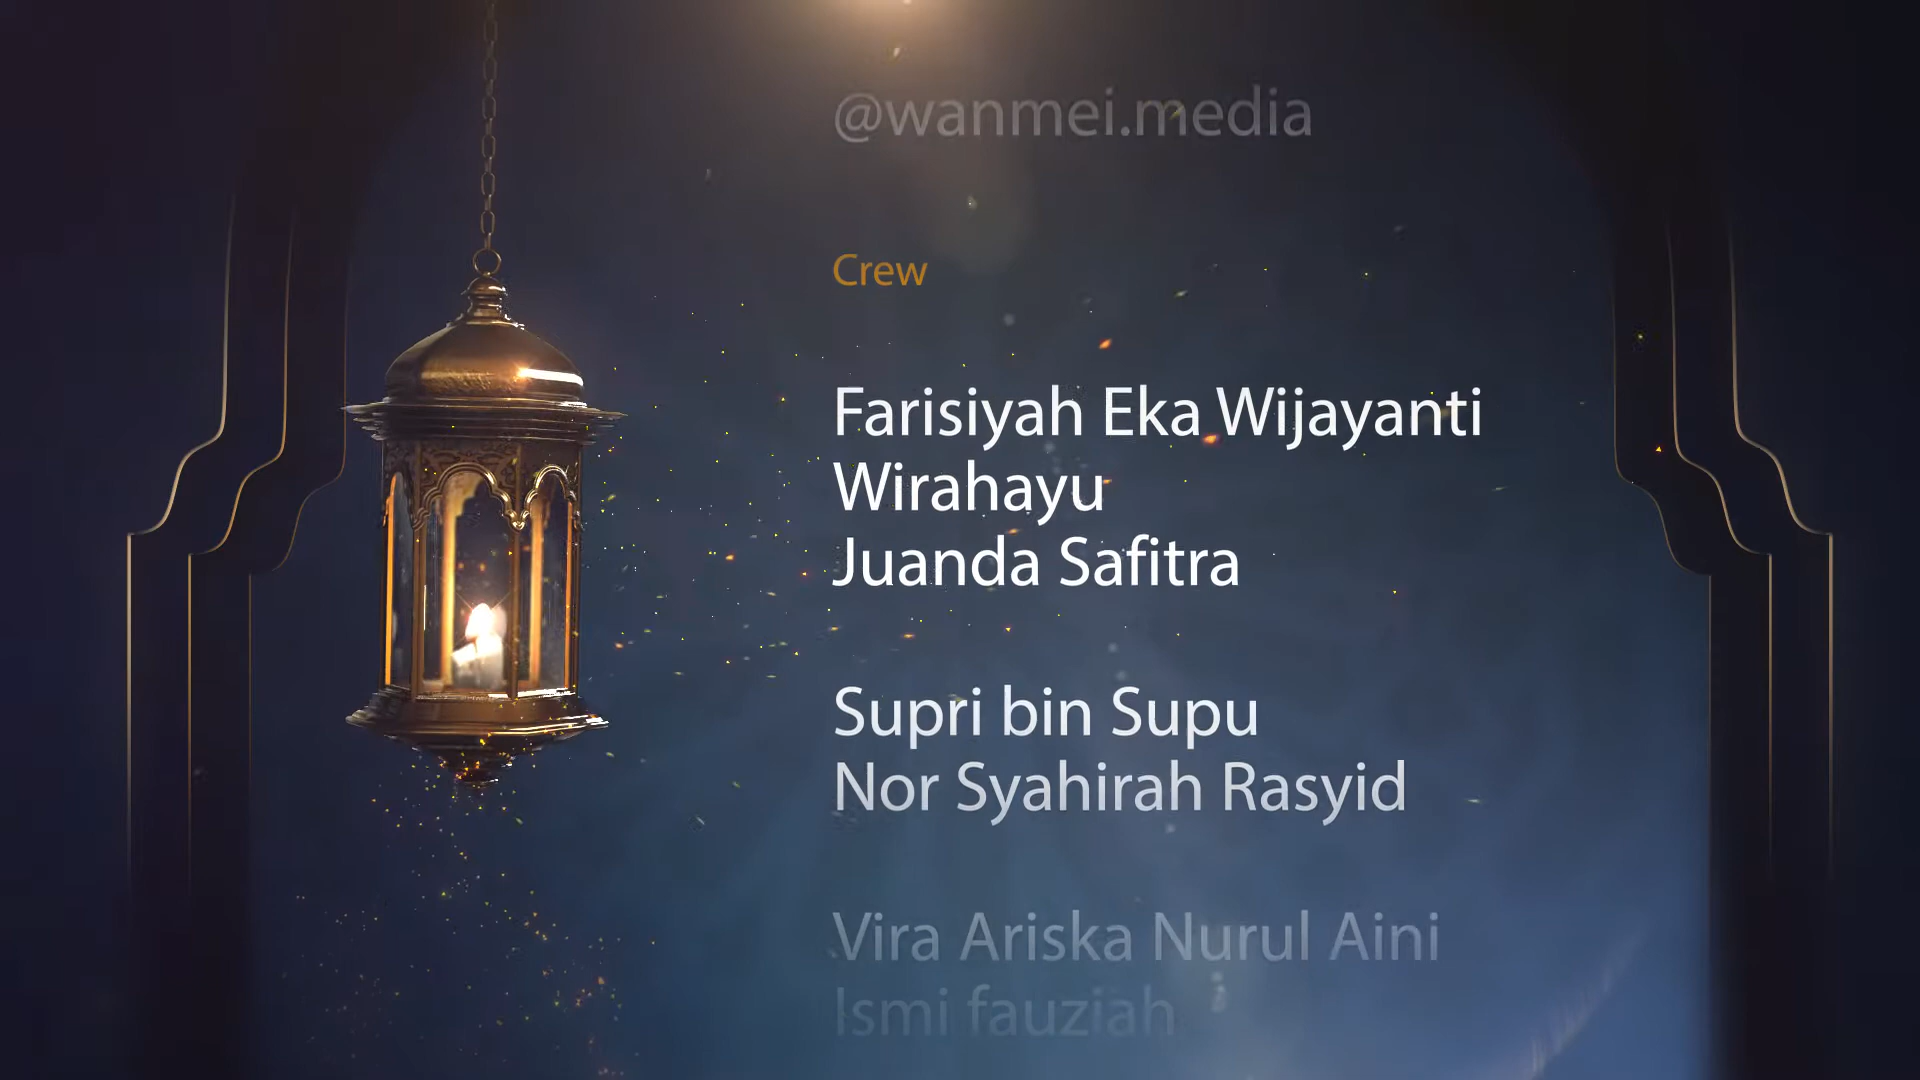 @wanmei.media
Crew
Farisiyah Eka Wijayanti
Wirahayu
Juanda Safitra
Supri bin Supu
Nor Syahirah Rasyid
Vira Ariska Nurul Aini
Ismi fauziah